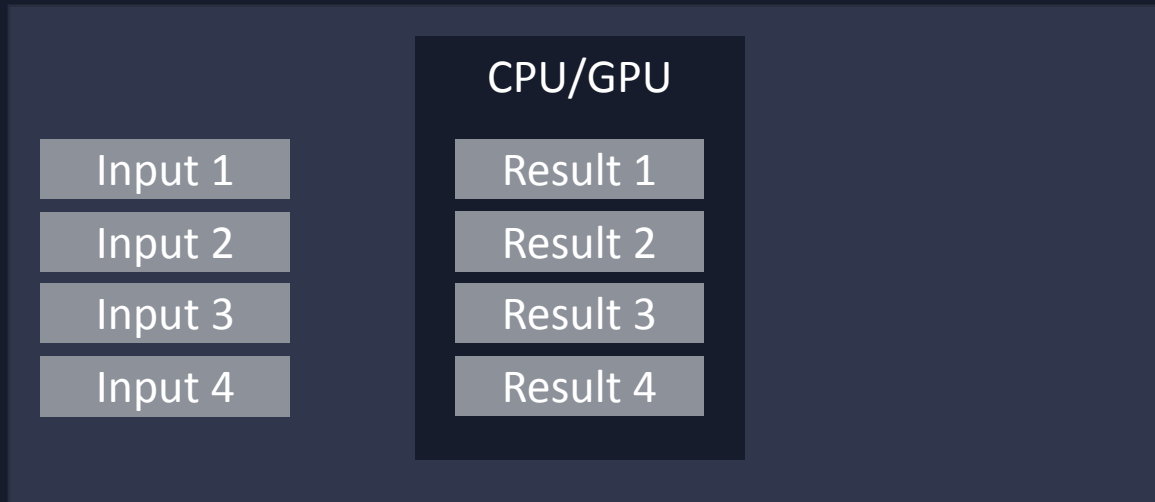 CPU/GPU
Input 1
Result 1
Input 2
Result 2
Input 3
Result 3
Input 4
Result 4